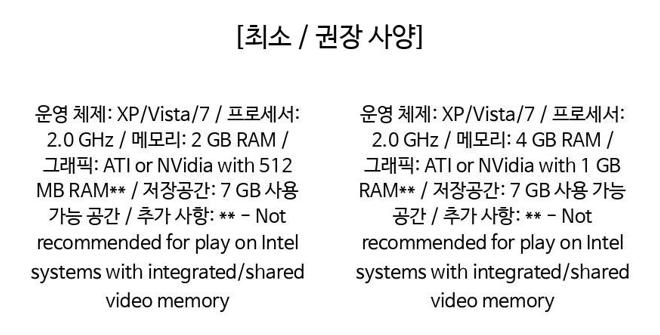 [최소 / 권장 사양]
운영 체제: XP/Vista/7 / 프로세서:
2.0 GHz / 메모리: 2 GB RAM /
그래픽: ATI or NVidia with 512
MB RAM** / 저장공간: 7 GB 사용
가능 공간 / 추가 사항: ** – Not
recommended for play on Intel
systems with integrated/shared
video memory
운영 체제: XP/Vista/7 / 프로세서:
2.0 GHz / 메모리: 4 GB RAM /
그래픽: ATI or NVidia with 1 GB
RAM** / 저장공간: 7 GB 사용 가능
공간 / 추가 사항: ** – Not
recommended for play on Intel
systems with integrated/shared
video memory